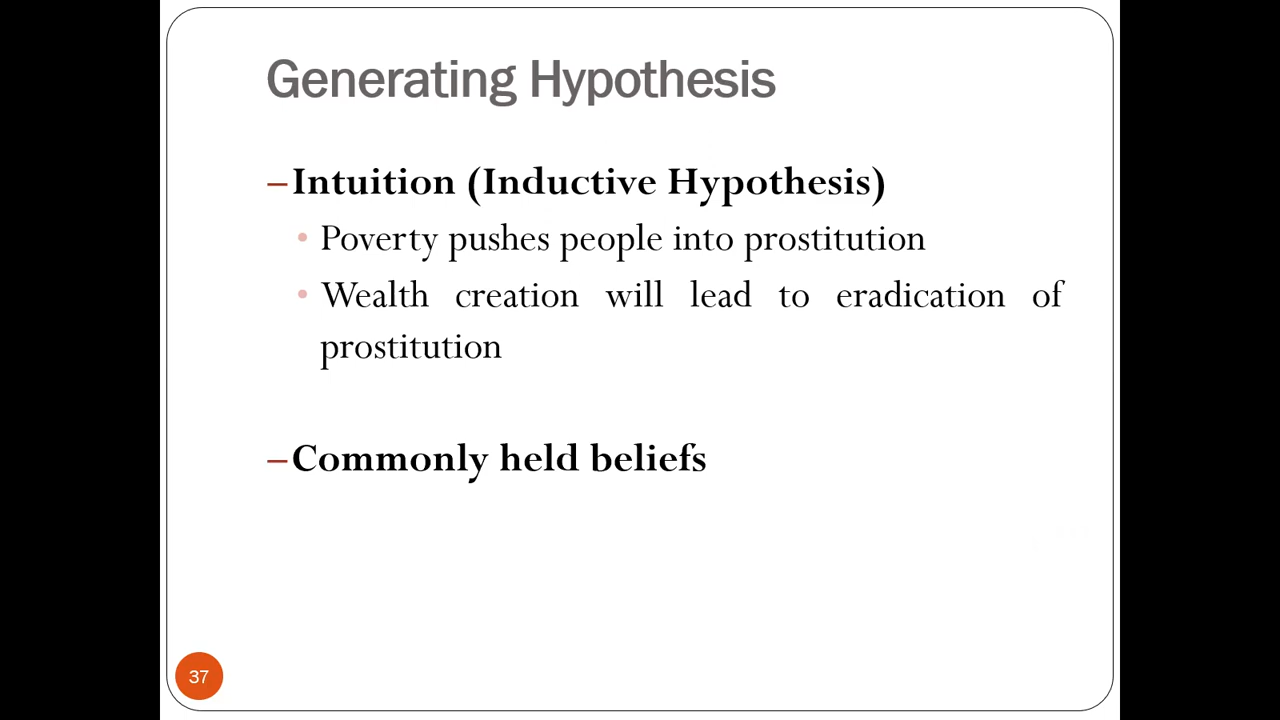 Generating Hypothesis
–Intuition (Inductive Hypothesis)
• Poverty pushes people into prostitution
• Wealth creation will lead to eradication of
prostitution
–Commonly held beliefs
37